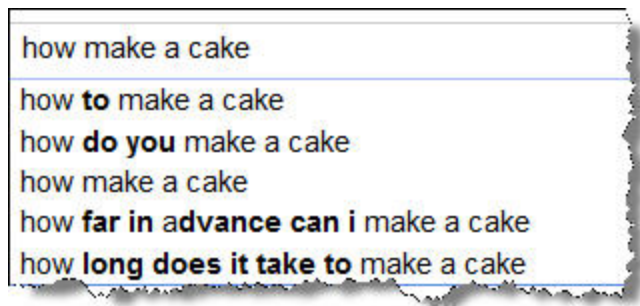 how make a cake
how to make a cake
how do you make a cake
how make a cake
how far in advance can i make a cake
how long does it take to make a cake